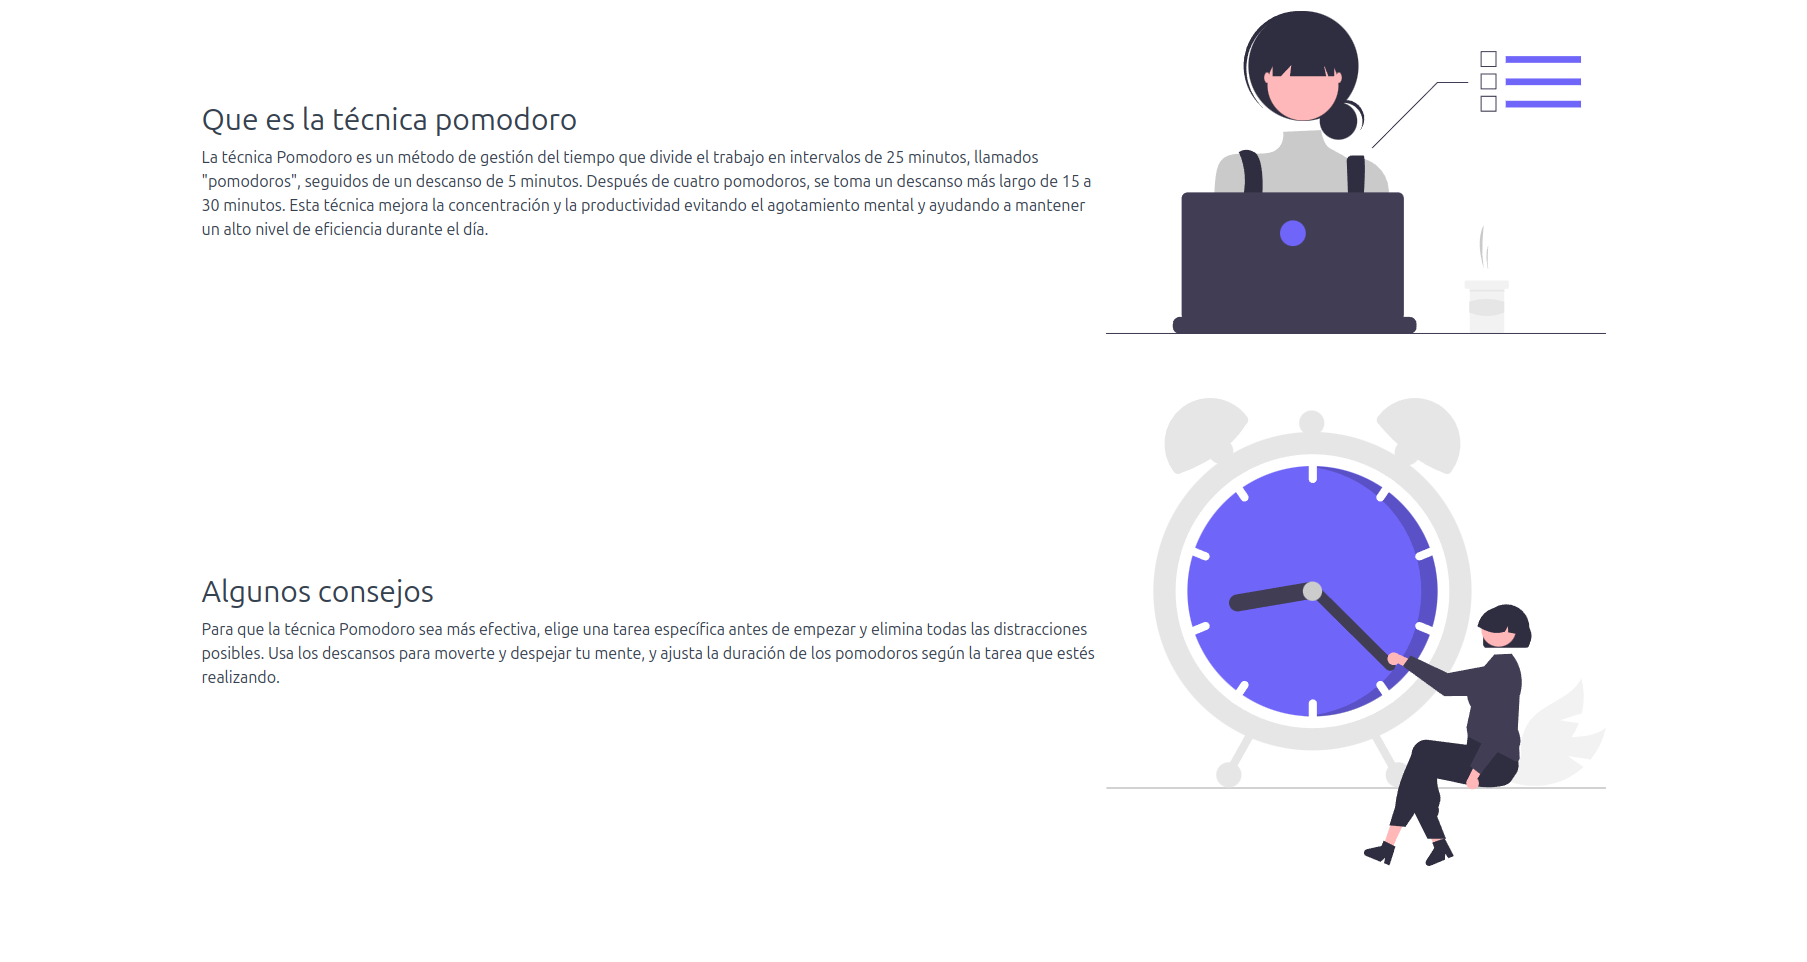 Que es la técnica pomodoro
La técnica Pomodoro es un método de gestión del tiempo que divide el trabajo en intervalos de 25 minutos, llamados
"pomodoros", seguidos de un descanso de 5 minutos. Después de cuatro pomodoros, se toma un descanso más largo de 15 a
30 minutos. Esta técnica mejora la concentración y la productividad evitando el agotamiento mental y ayudando a mantener
un alto nivel de eficiencia durante el día.
Algunos consejos
Para que la técnica Pomodoro sea más efectiva, elige una tarea específica antes de empezar y elimina todas las distracciones
posibles. Usa los descansos para moverte y despejar tu mente, y ajusta la duración de los pomodoros según la tarea que estés
realizando.